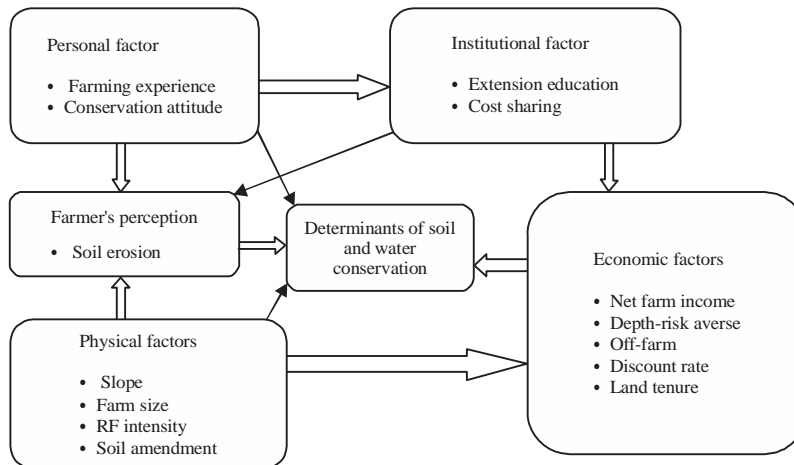 Personal factor
• Farming experience
• Conservation attitude
Institutional factor
• Extension education
• Cost sharing
Farmer's perception
• Soil erosion
Determinants of soil
and water
conservation
Economic factors
• Net farm income
• Depth-risk averse
• Off-farm
• Discount rate
• Land tenure
Physical factors
• Slope
• Farm size
• RF intensity
• Soil amendment